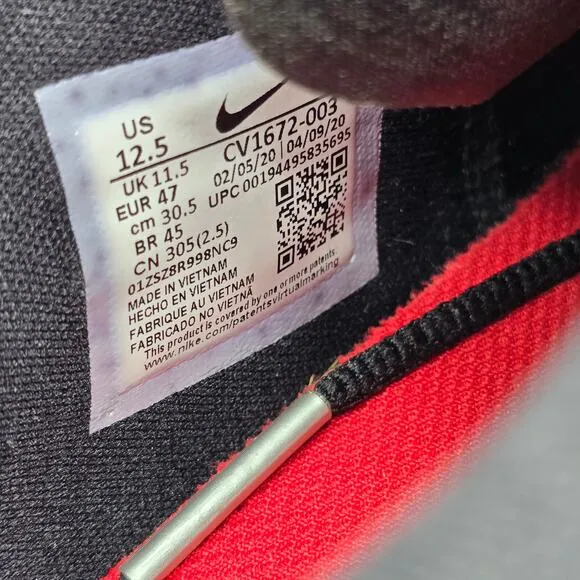 US
12.5
UK 11.5
EUR 47
cm 30.5
BR 45
CN 305(2.5)
01ZSZ8R998NC9
MADE IN VIETNAM
HECHO EN VIETNAM
FABRIQUE AU VIETNAM
FABRICADO NO VIETNÃ
This product is covered by one or more patents:
www.nike.com/patentsvirtualmarking
CV1672-003
02/05/20 | 04/09/20
UPC 00194495835695